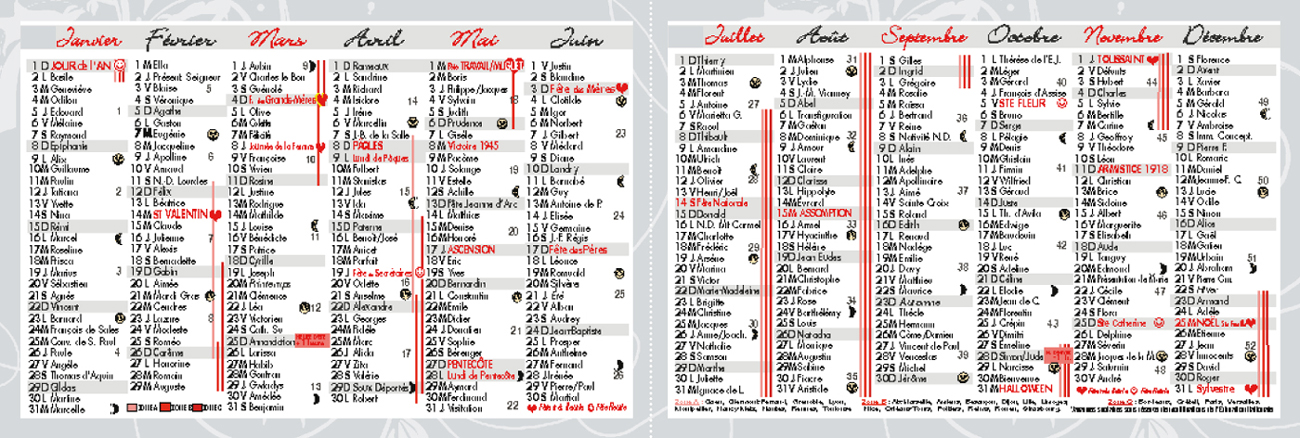 Janvier
1 D JOUR de l'AN
2 L Basile
3 M Geneviève
4 M Odilon
5 J Edouard 1
6 V Mélaine
7 S Raymond
8 D Epiphanie
9 L Alix
10 M Guillaume
11 M Paulin
12 J Tatiana 2
13 V Yvette
14 S Nina
15 D Rémi
16 L Marcel
17 M Roseline
18 M Prisca
19 J Marius 3
20 V Sébastien
21 S Agnès
22 D Vincent
23 L Barnard
24 M François de Sales
25 M Conv. de S. Paul
26 J Paule 4
27 V Angèle
28 S Thomas d'Aquin
29 D Gildas
30 L Martine
31 M Marcelle
Février
1 M Ella
2 J Présent. Seigneur
3 V Blaise 5
4 S Véronique
5 D Agathe
6 L Gaston
7 M Eugénie
8 M Jacqueline
9 J Apolline 6
10 V Arnaud
11 S N.-D. Lourdes
12 D Félix
13 L Béatrice
14 M ST VALENTIN
15 M Claude
16 J Julienne 7
17 V Alexis
18 S Bernadette
19 D Gabin
20 L Aimée
21 M Mardi Gras
22 M Cendres
23 J Lazare 8
24 V Modeste
25 S Roméo
26 D Carême
27 L Honorine
28 M Romain
29 M Auguste
ZONE A ZONE B ZONE C
Mars
1 J Aubin 9
2 V Charles le Bon
3 S Guénolé
4 D F. des Grands-Mères
5 L Olive
6 M Colette
7 M Félicité
8 J Journée de la Femme
9 V Françoise 10
10 S Vivien
11 D Rosine
12 L Justine
13 M Rodrigue
14 M Mathilde
15 J Louise
16 V Bénédicte 11
17 S Patrice
18 D Cyrille
19 L Joseph
20 M Printemps
21 M Clémence
22 J Léa 12
23 V Victorien
24 S Cath. Su
25 D Annonciation
26 L Larissa
27 M Habib
28 M Gontran
29 J Gwladys 13
30 V Amédée
31 S Benjamin
Avril
1 D Rameaux
2 L Sandrine
3 M Richard
4 M Isidore 14
5 J Irène
6 V Marcellin
7 S J.-B. de la Salle
8 D PÂQUES
9 L Lundi de Pâques
10 M Fulbert
11 M Stanislas
12 J Jules 15
13 V Ida
14 S Maxime
15 D Paterne
16 L Benoît/José
17 M Anicet
18 M Parfait
19 J Fête des Secrétaires
20 V Odette 16
21 S Anselme
22 D Alexandre
23 L Georges
24 M Fidèle
25 M Marc
26 J Alida 17
27 V Zita
28 S Valérie
29 D Souv. Déportés
30 L Robert
Mai
1 M Fête TRAVAIL/MUGUET
2 M Boris
3 J Philippe/Jacques
4 V Sylvain 18
5 S Judith
6 D Prudence
7 L Gisèle
8 M Victoire 1945
9 M Pacôme
10 J Solange 19
11 V Estelle
12 S Achille
13 D Fête Jeanne d'Arc
14 L Matthias
15 M Denise
16 M Honoré 20
17 J ASCENSION
18 V Eric
19 S Yves
20 D Bernardin
21 L Constantin
22 M Emile
23 M Didier
24 J Donatien 21
25 V Sophie
26 S Bérenger
27 D PENTECÔTE
28 L Lundi de Pentecôte
29 M Aymard
30 M Ferdinand
31 J Visitation 22
Juin
1 V Justin
2 S Blandine
3 D Fête des Mères
4 L Clotilde
5 M Igor
6 M Norbert
7 J Gilbert 23
8 V Médard
9 S Diane
10 D Landry
11 L Barnabé
12 M Guy
13 M Antoine de P.
14 J Elisée 24
15 V Germaine
16 S J.-F. Régis
17 D Fête des Pères
18 L Léonce
19 M Romuald
20 M Silvère
21 J Eté 25
22 V Alban
23 S Audrey
24 D Jean-Baptiste
25 L Prosper
26 M Anthelme
27 M Fernand
28 J Irénée 26
29 V Pierre/Paul
30 S Martial
Juillet
1 D Thierry
2 L Martinien
3 M Thomas
4 M Florent
5 J Antoine 27
6 V Mariette G.
7 S Raoul
8 D Thibault
9 L Amandine
10 M Ulrich
11 M Benoît
12 J Olivier 28
13 V Henri/Joël
14 S Fête Nationale
15 D Donald
16 L N.D. Mt Carmel
17 M Charlotte
18 M Frédéric
19 J Arsène 29
20 V Marina
21 S Victor
22 D Marie-Madeleine
23 L Brigitte
24 M Christine
25 M Jacques 30
26 J Anne/Joach.
27 V Nathalie
28 S Samson
29 D Marthe
30 L Juliette
31 M Ignace de L.
Août
1 M Alphonse 31
2 J Julien
3 V Lydie
4 S J.-M. Vianney
5 D Abel
6 L Transfiguration
7 M Gaétan
8 M Dominique 32
9 J Amour
10 V Laurent
11 S Claire
12 D Clarisse
13 L Hippolyte
14 M Evrard
15 M ASSOMPTION
16 J Armel 33
17 V Hyacinthe
18 S Hélène
19 D Jean Eudes
20 L Bernard
21 M Christophe
22 M Fabrice
23 J Rose 34
24 V Barthélémy
25 S Louis
26 D Natacha
27 L Monique
28 M Augustin
29 M Sabine
30 J Fiacre 35
31 V Aristide
Septembre
1 S Gilles
2 D Ingrid
3 L Grégoire
4 M Rosalie
5 M Raïssa
6 J Bertrand 36
7 V Reine
8 S Nativité N.D.
9 D Alain
10 L Inès
11 M Adelphe
12 M Apollinaire
13 J Aimé 37
14 V Sainte Croix
15 S Roland
16 D Edith
17 L Renaud
18 M Nadège
19 M Emilie
20 J Davy 38
21 V Matthieu
22 S Maurice
23 D Automne
24 L Thècle
25 M Hermann
26 M Côme/Damien
27 J Vincent de Paul
28 V Venceslas 39
29 S Michel
30 D Jérôme
Octobre
1 L Thérèse de l'E.J.
2 M Léger
3 M Gérard 40
4 J François d'Assise
5 V STE FLEUR
6 S Bruno
7 D Serge
8 L Pélagie
9 M Denis
10 M Ghislain
11 J Firmin 41
12 V Wilfried
13 S Géraud
14 D Juste
15 L Th. d'Avila
16 M Edwige
17 M Baudouin
18 J Luc 42
19 V René
20 S Adeline
21 D Céline
22 L Elodie
23 M Jean de C.
24 M Florentin
25 J Crépin 43
26 V Dimitri
27 S Emeline
28 D Simon/Jude
29 L Narcisse
30 M Bienvenue
31 M HALLOWEEN
Novembre
1 J TOUSSAINT
2 V Défunts
3 S Hubert 44
4 D Charles
5 L Sylvie
6 M Bertille
7 M Carine
8 J Geoffroy 45
9 V Théodore
10 S Léon
11 D ARMISTICE 1918
12 L Christian
13 M Brice
14 M Sidoine
15 J Albert 46
16 V Marguerite
17 S Elisabeth
18 D Aude
19 L Tanguy
20 M Edmond
21 M Présentation de Marie
22 J Cécile 47
23 V Clément
24 S Flora
25 D Ste Catherine
26 L Delphine
27 M Séverin
28 M Jacques de la M.
29 J Saturnin 48
30 V André
Décembre
1 S Florence
2 D Avent
3 L Xavier
4 M Barbara
5 M Gérald 49
6 J Nicolas
7 V Ambroise
8 S Imm. Concept.
9 D Pierre F.
10 L Romaric
11 M Daniel
12 M Jeanne-F. C. 50
13 J Lucie
14 V Odile
15 S Ninon
16 D Alice
17 L Gaël
18 M Gatien
19 M Urbain 51
20 J Abraham
21 V Pierre Can.
22 S Hiver
23 D Armand
24 L Adèle
25 M NOËL
26 M Etienne
27 J Jean 52
28 V Innocents
29 S David
30 D Roger
31 L Sylvestre
Zone A : Caen, Clermont-Ferrand, Grenoble, Lyon, Montpellier, Nancy-Metz, Nantes, Rennes, Toulouse
Zone B : Aix-Marseille, Amiens, Besançon, Dijon, Lille, Limoges, Nice, Orléans-Tours, Poitiers, Reims, Rouen, Strasbourg.
Zone C : Bordeaux, Créteil, Paris, Versailles.